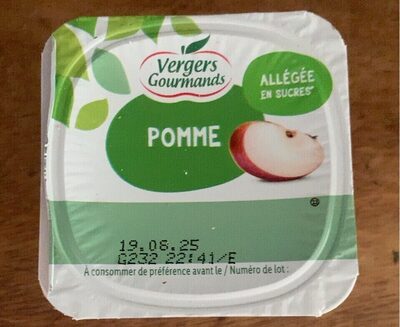 Vergers
Gourmands
ALLÉGÉE
EN SUCRES*
POMME
19.08.25
G232 22:41/E
À consommer de préférence avant le / Numéro de lot :